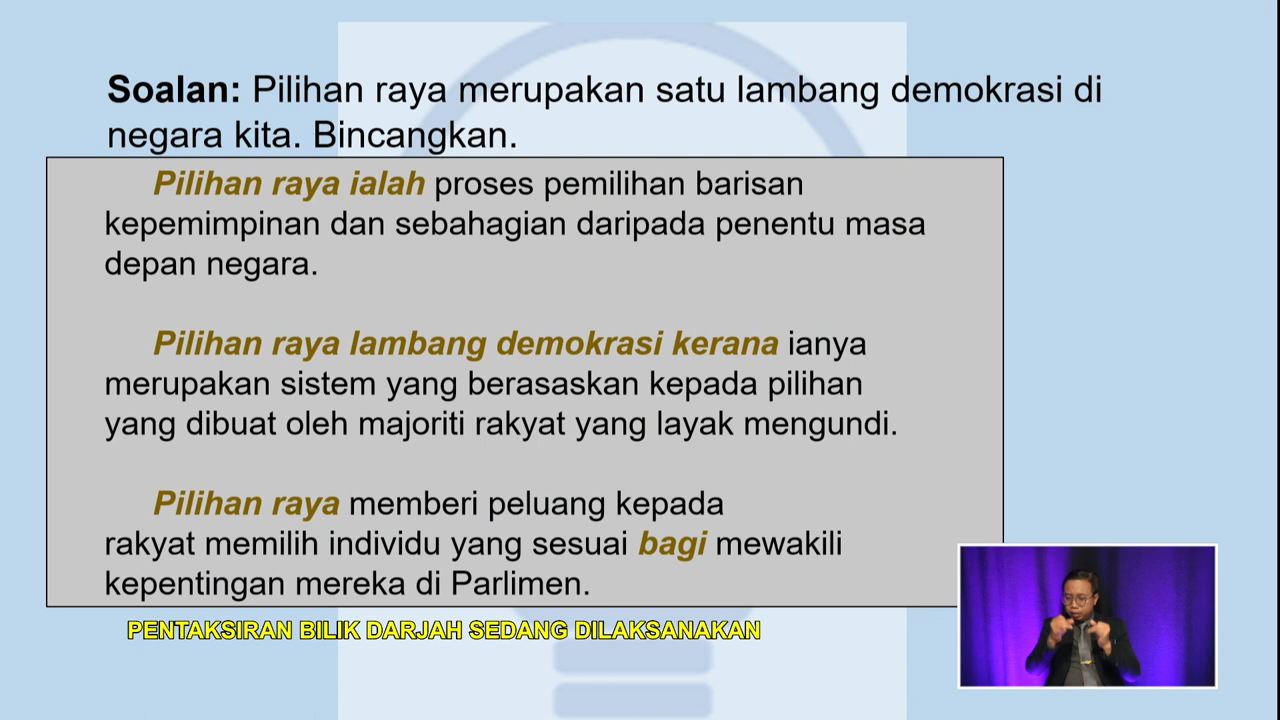 Soalan: Pilihan raya merupakan satu lambang demokrasi di
negara kita. Bincangkan.
Pilihan raya ialah proses pemilihan barisan
kepemimpinan dan sebahagian daripada penentu masa
depan negara.
Pilihan raya lambang demokrasi kerana ianya
merupakan sistem yang berasaskan kepada pilihan
yang dibuat oleh majoriti rakyat yang layak mengundi.
Pilihan raya memberi peluang kepada
rakyat memilih individu yang sesuai bagi mewakili
kepentingan mereka di Parlimen.
PENTAKSIRAN BILIK DARJAH SEDANG DILAKSANAKAN